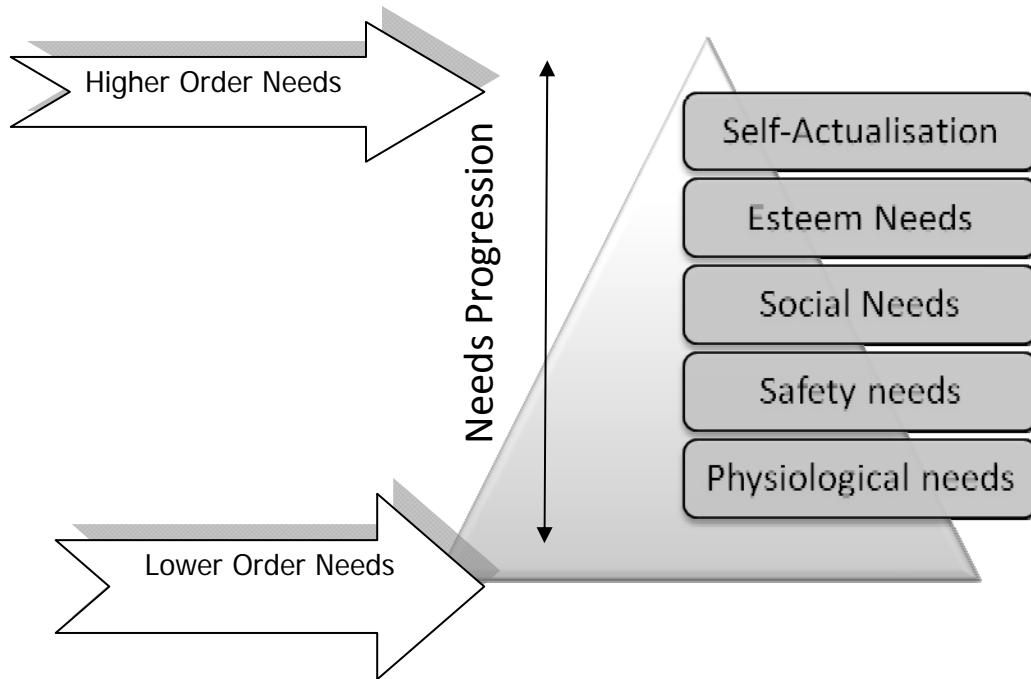 Higher Order Needs
Needs Progression
Self-Actualisation
Esteem Needs
Social Needs
Safety needs
Physiological needs
Lower Order Needs